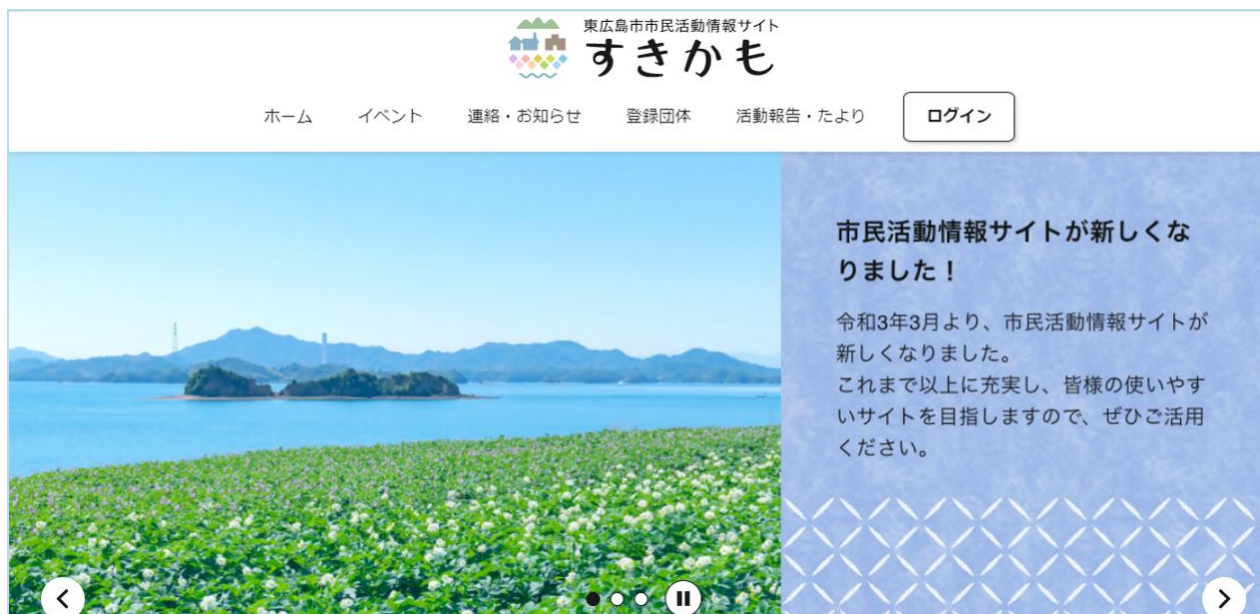 東広島市市民活動情報サイト
すきかも
ホーム イベント 連絡・お知らせ 登録団体 活動報告・たより ログイン
市民活動情報サイトが新しくな
りました！
令和3年3月より、市民活動情報サイトが
新しくなりました。
これまで以上に充実し、皆様の使いやす
いサイトを目指しますので、ぜひご活用
ください。